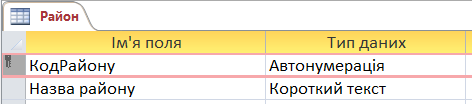 Район
Ім'я поля Тип даних
КодРайону Автонумерація
Назва району Короткий текст